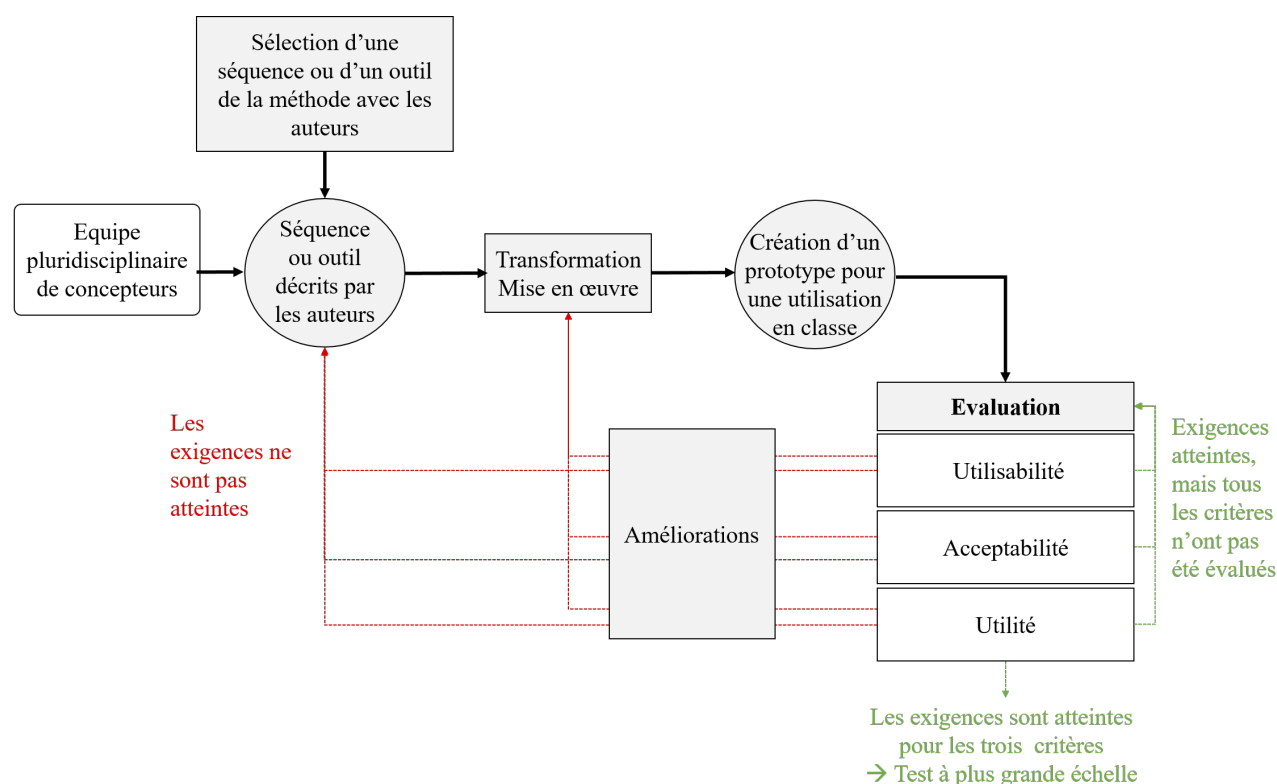 Sélection d’une
séquence ou d’un outil
de la méthode avec les
auteurs
Equipe
pluridisciplinaire
de concepteurs
Séquence
ou outil
décrits par
les auteurs
Transformation
Mise en œuvre
Création d’un
prototype pour
une utilisation
en classe
Evaluation
Utilisabilité
Acceptabilité
Utilité
Améliorations
Les
exigences ne
sont pas
atteintes
Exigences
atteintes,
mais tous
les critères
n’ont pas
été évalués
Les exigences sont atteintes
pour les trois critères
→ Test à plus grande échelle